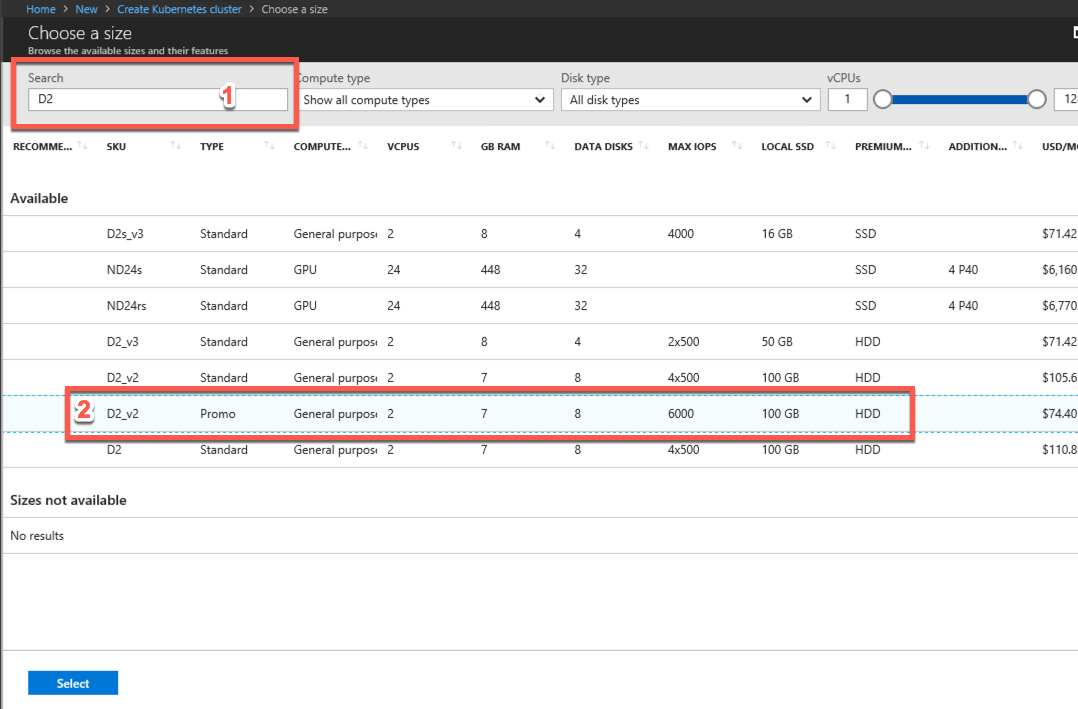 Home > New > Create Kubernetes cluster > Choose a size
Choose a size
Browse the available sizes and their features
Search Compute type Disk type vCPUs
D2 1 Show all compute types All disk types 1 12
RECOMME... SKU TYPE COMPUTE... VCPUS GB RAM DATA DISKS MAX IOPS LOCAL SSD PREMIUM... ADDITION... USD/MO
Available
D2s_v3 Standard General purpose 2 8 4 4000 16 GB SSD $71.42
ND24s Standard GPU 24 448 32 SSD 4 P40 $6,160
ND24rs Standard GPU 24 448 32 SSD 4 P40 $6,770
D2_v3 Standard General purpose 2 8 4 2x500 50 GB HDD $71.42
D2_v2 Standard General purpose 2 7 8 4x500 100 GB HDD $105.6
2 D2_v2 Promo General purpose 2 7 8 6000 100 GB HDD $74.40
D2 Standard General purpose 2 7 8 4x500 100 GB HDD $110.8
Sizes not available
No results
Select